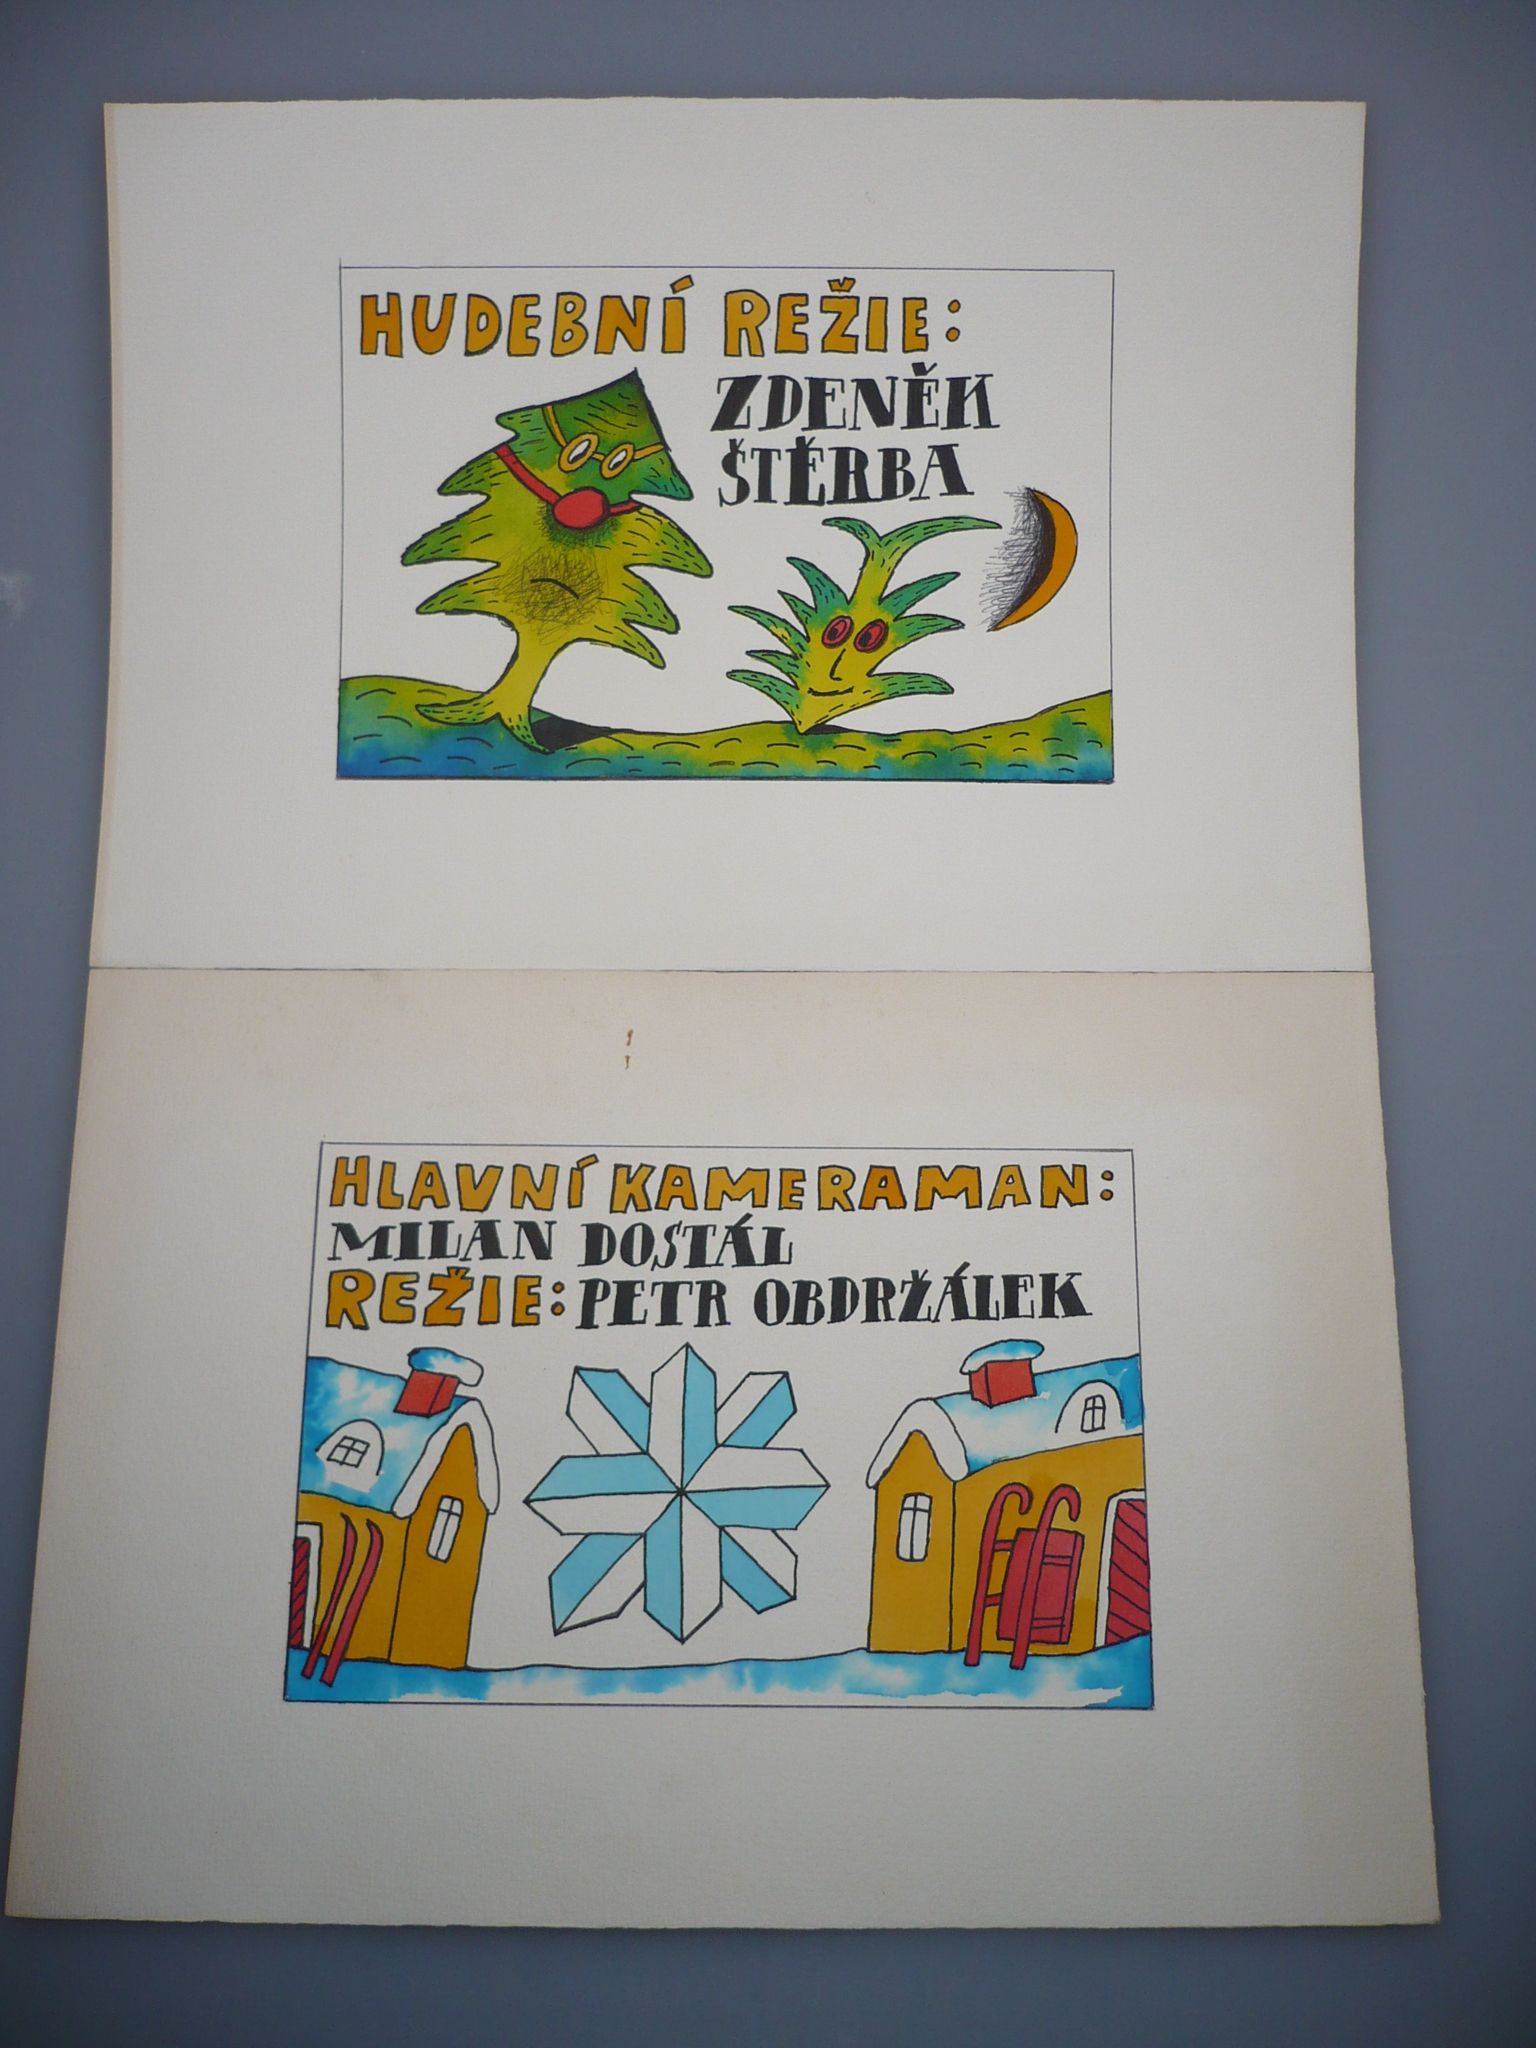 HUDEBNÍ REŽIE:
ZDENĚK
ŠTĚRBA
HLAVNÍ KAMERAMAN:
MILAN DOSTÁL
REŽIE: PETR OBDRŽÁLEK